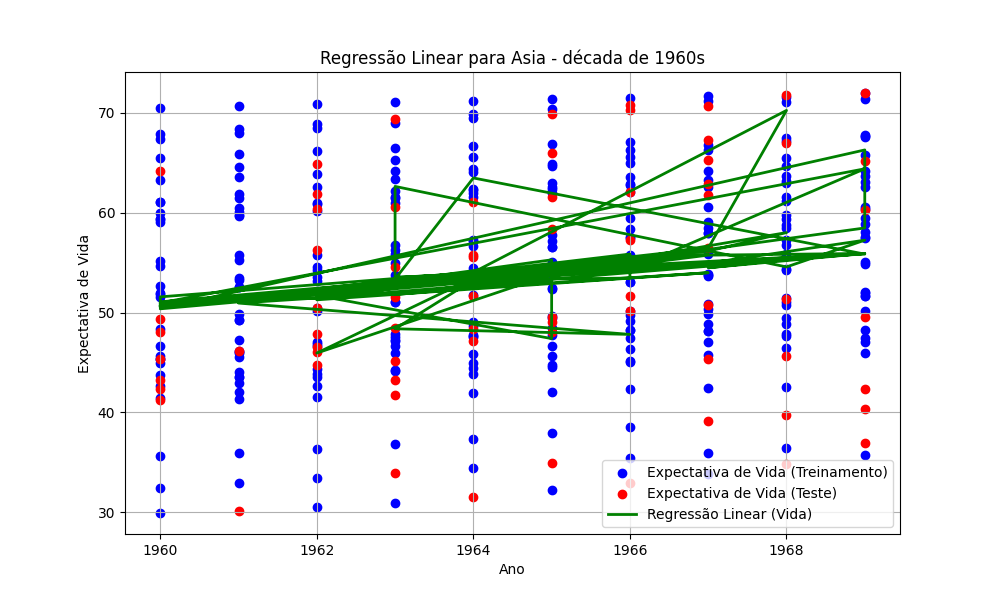 Regressão Linear para Asia - década de 1960s
Expectativa de Vida
70
60
50
40
30
Expectativa de Vida (Treinamento)
Expectativa de Vida (Teste)
Regressão Linear (Vida)
1960
1962
1964
1966
1968
Ano